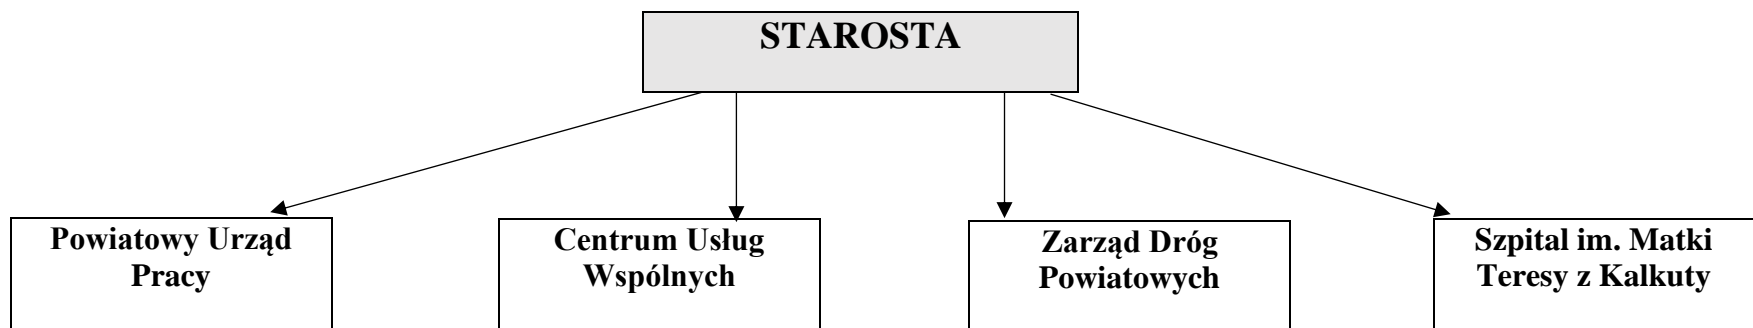 STAROSTA
Powiatowy Urząd
Pracy
Centrum Usług
Wspólnych
Zarząd Dróg
Powiatowych
Szpital im. Matki
Teresy z Kalkuty